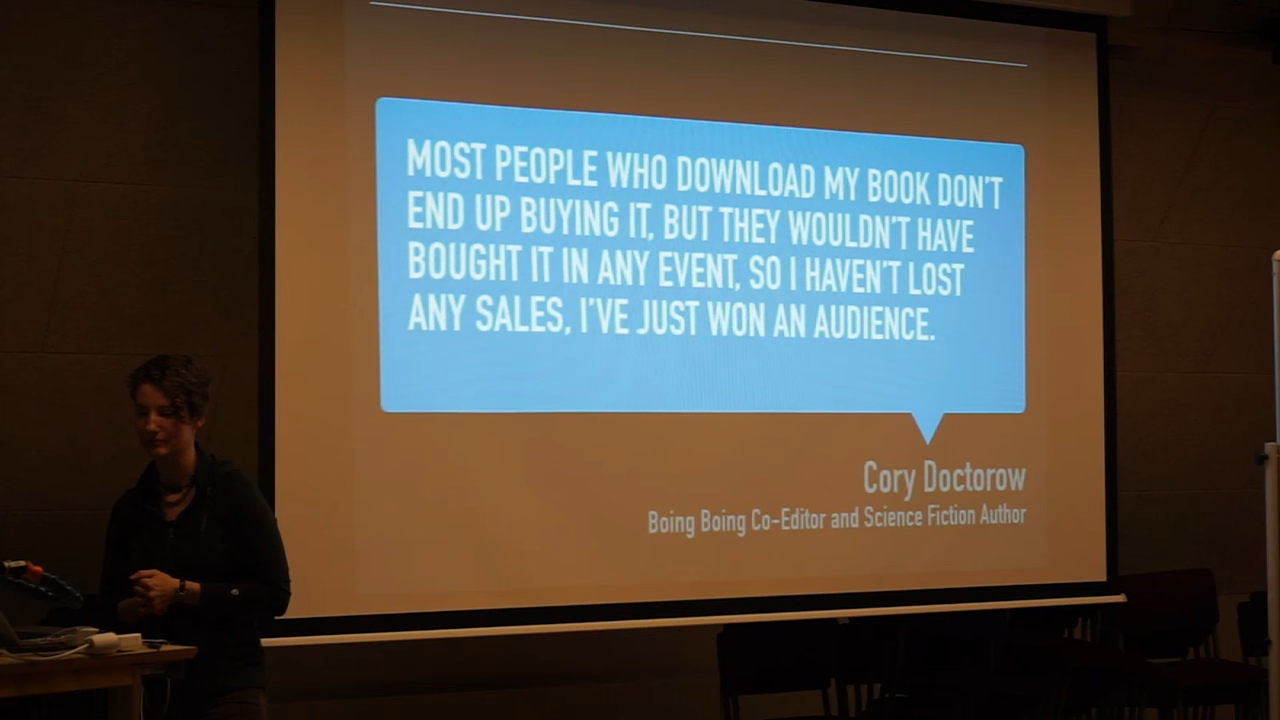 MOST PEOPLE WHO DOWNLOAD MY BOOK DON'T
END UP BUYING IT, BUT THEY WOULDN'T HAVE
BOUGHT IT IN ANY EVENT, SO I HAVEN'T LOST
ANY SALES, I'VE JUST WON AN AUDIENCE.
Cory Doctorow
Boing Boing Co-Editor and Science Fiction Author